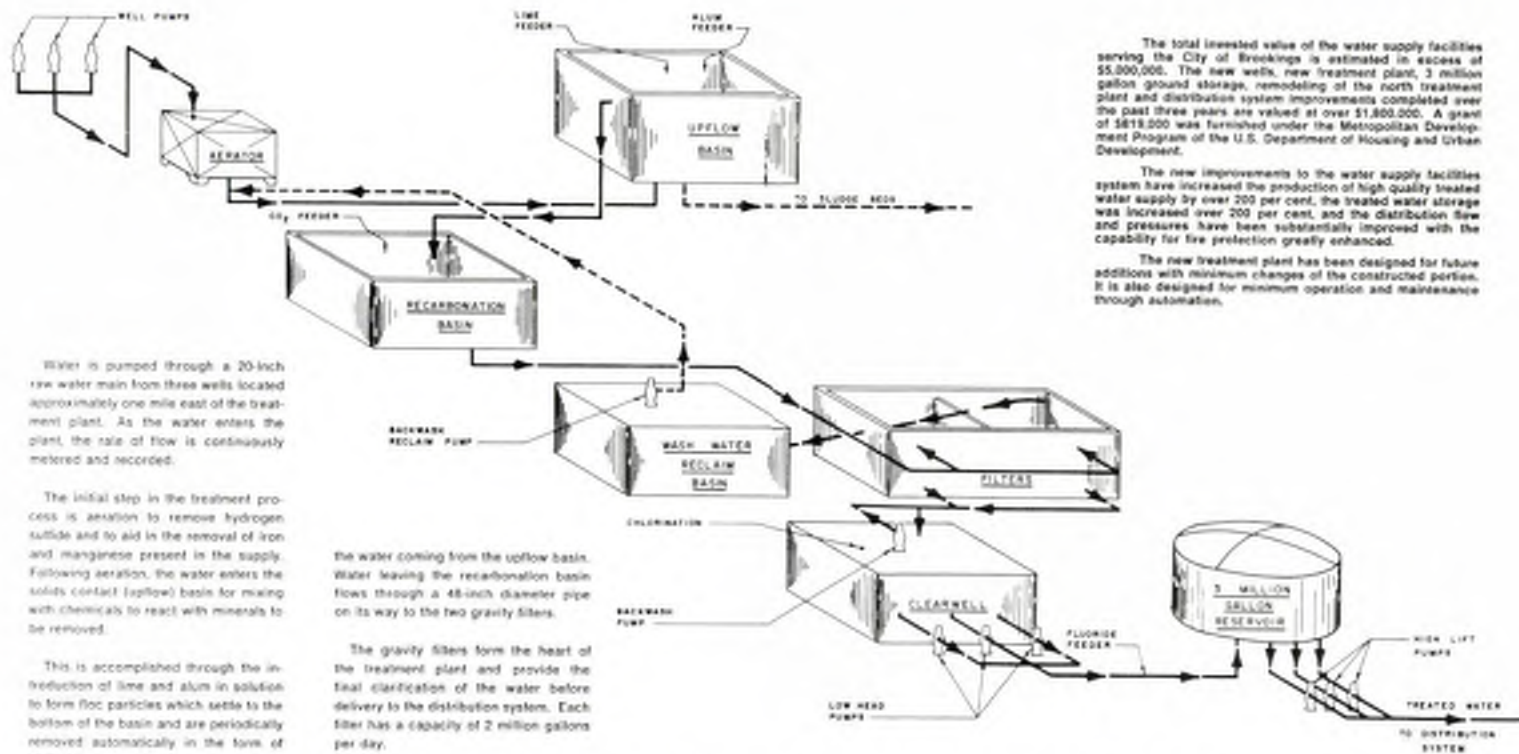 WELL PUMPS
LIME
FEEDER
ALUM
FEEDER
UPFLOW
BASIN
AERATOR
TO SLUDGE BEDS
CO2 FEEDER
RECARBONATION
BASIN
BACKWASH
RECLAIM PUMP
WASH WATER
RECLAIM
BASIN
FILTERS
CHLORINATION
BACKWASH
PUMP
CLEARWELL
LOW HEAD
PUMPS
FLUORIDE
FEEDER
MILLION
GALLON
RESERVOIR
HIGH LIFT
PUMPS
TREATED WATER
TO DISTRIBUTION
SYSTEM
The total invested value of the water supply facilities
serving the City of Brookings is estimated in excess of
$5,000,000. The new wells, new treatment plant, 3 million
gallon ground storage, remodeling of the north treatment
plant and distribution system improvements completed over
the past three years are valued at over $1,800,000. A grant
of $819,000 was furnished under the Metropolitan Develop-
ment Program of the U.S. Department of Housing and Urban
Development.
The new improvements to the water supply facilities
system have increased the production of high quality treated
water supply by over 200 per cent, the treated water storage
was increased over 200 per cent, and the distribution flow
and pressures have been substantially improved with the
capability for fire protection greatly enhanced.
The new treatment plant has been designed for future
additions with minimum changes of the constructed portion.
It is also designed for minimum operation and maintenance
through automation.
Water is pumped through a 20-inch
raw water main from three wells located
approximately one mile east of the treat-
ment plant. As the water enters the
plant, the rate of flow is continuously
metered and recorded.
The initial step in the treatment pro-
cess is aeration to remove hydrogen
sulfide and to aid in the removal of iron
and manganese present in the supply.
Following aeration, the water enters the
solids contact (upflow) basin for mixing
with chemicals to react with minerals to
be removed.
This is accomplished through the in-
troduction of lime and alum in solution
to form floc particles which settle to the
bottom of the basin and are periodically
removed automatically in the form of
the water coming from the upflow basin.
Water leaving the recarbonation basin
flows through a 48-inch diameter pipe
on its way to the two gravity filters.
The gravity filters form the heart of
the treatment plant and provide the
final clarification of the water before
delivery to the distribution system. Each
filter has a capacity of 2 million gallons
per day.